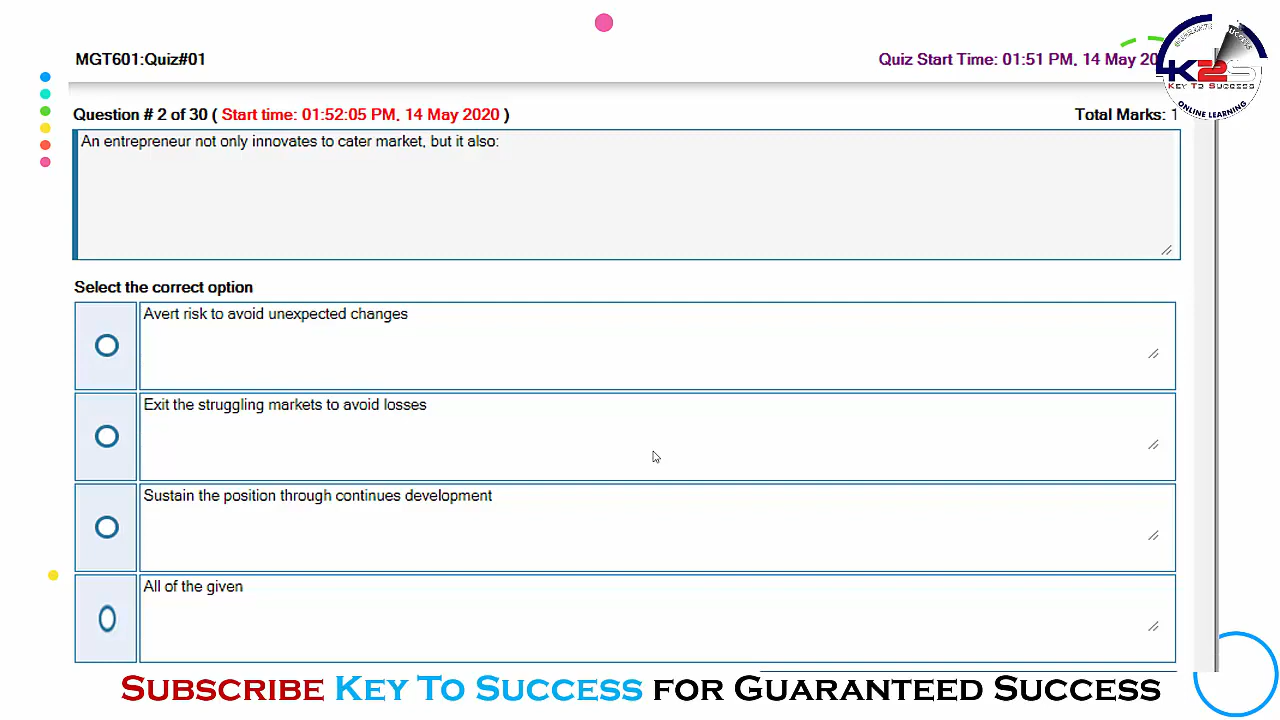 MGT601:Quiz#01
Quiz Start Time: 01:51 PM, 14 May 20
K2S
KEY TO SUCCESS
ONLINE LEARNING
Question # 2 of 30 ( Start time: 01:52:05 PM, 14 May 2020 )
Total Marks: 1
An entrepreneur not only innovates to cater market, but it also:
Select the correct option
Avert risk to avoid unexpected changes
Exit the struggling markets to avoid losses
Sustain the position through continues development
All of the given
SUBSCRIBE KEY TO SUCCESS FOR GUARANTEED SUCCESS